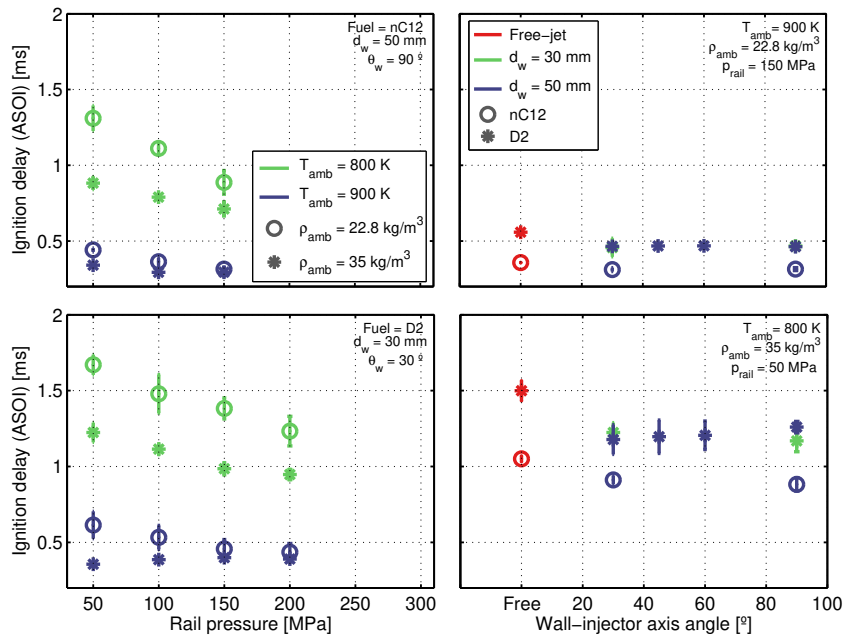 Ignition delay (ASOI) [ms]
2
1.5
1
0.5
Fuel = nC12
d_w = 50 mm
θ_w = 90 º
T_amb = 800 K
T_amb = 900 K
ρ_amb = 22.8 kg/m³
ρ_amb = 35 kg/m³
Free-jet
d_w = 30 mm
d_w = 50 mm
nC12
D2
T_amb = 900 K
ρ_amb = 22.8 kg/m³
p_rail = 150 MPa
Ignition delay (ASOI) [ms]
2
1.5
1
0.5
Fuel = D2
d_w = 30 mm
θ_w = 30 º
50 100 150 200 250 300
Rail pressure [MPa]
T_amb = 800 K
ρ_amb = 35 kg/m³
p_rail = 50 MPa
Free 20 40 60 80 100
Wall-injector axis angle [º]